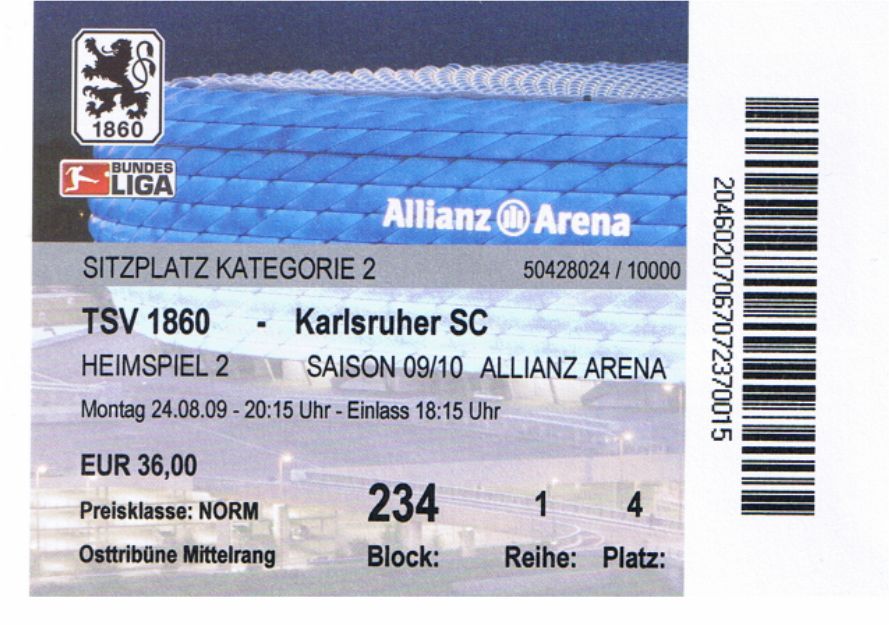 1860
BUNDES
LIGA
Allianz Arena
SITZPLATZ KATEGORIE 2 50428024 / 10000
TSV 1860 - Karlsruher SC
HEIMSPIEL 2 SAISON 09/10 ALLIANZ ARENA
Montag 24.08.09 - 20:15 Uhr - Einlass 18:15 Uhr
EUR 36,00
Preisklasse: NORM 234 1 4
Osttribüne Mittelrang Block: Reihe: Platz:
2046020706707237​0015